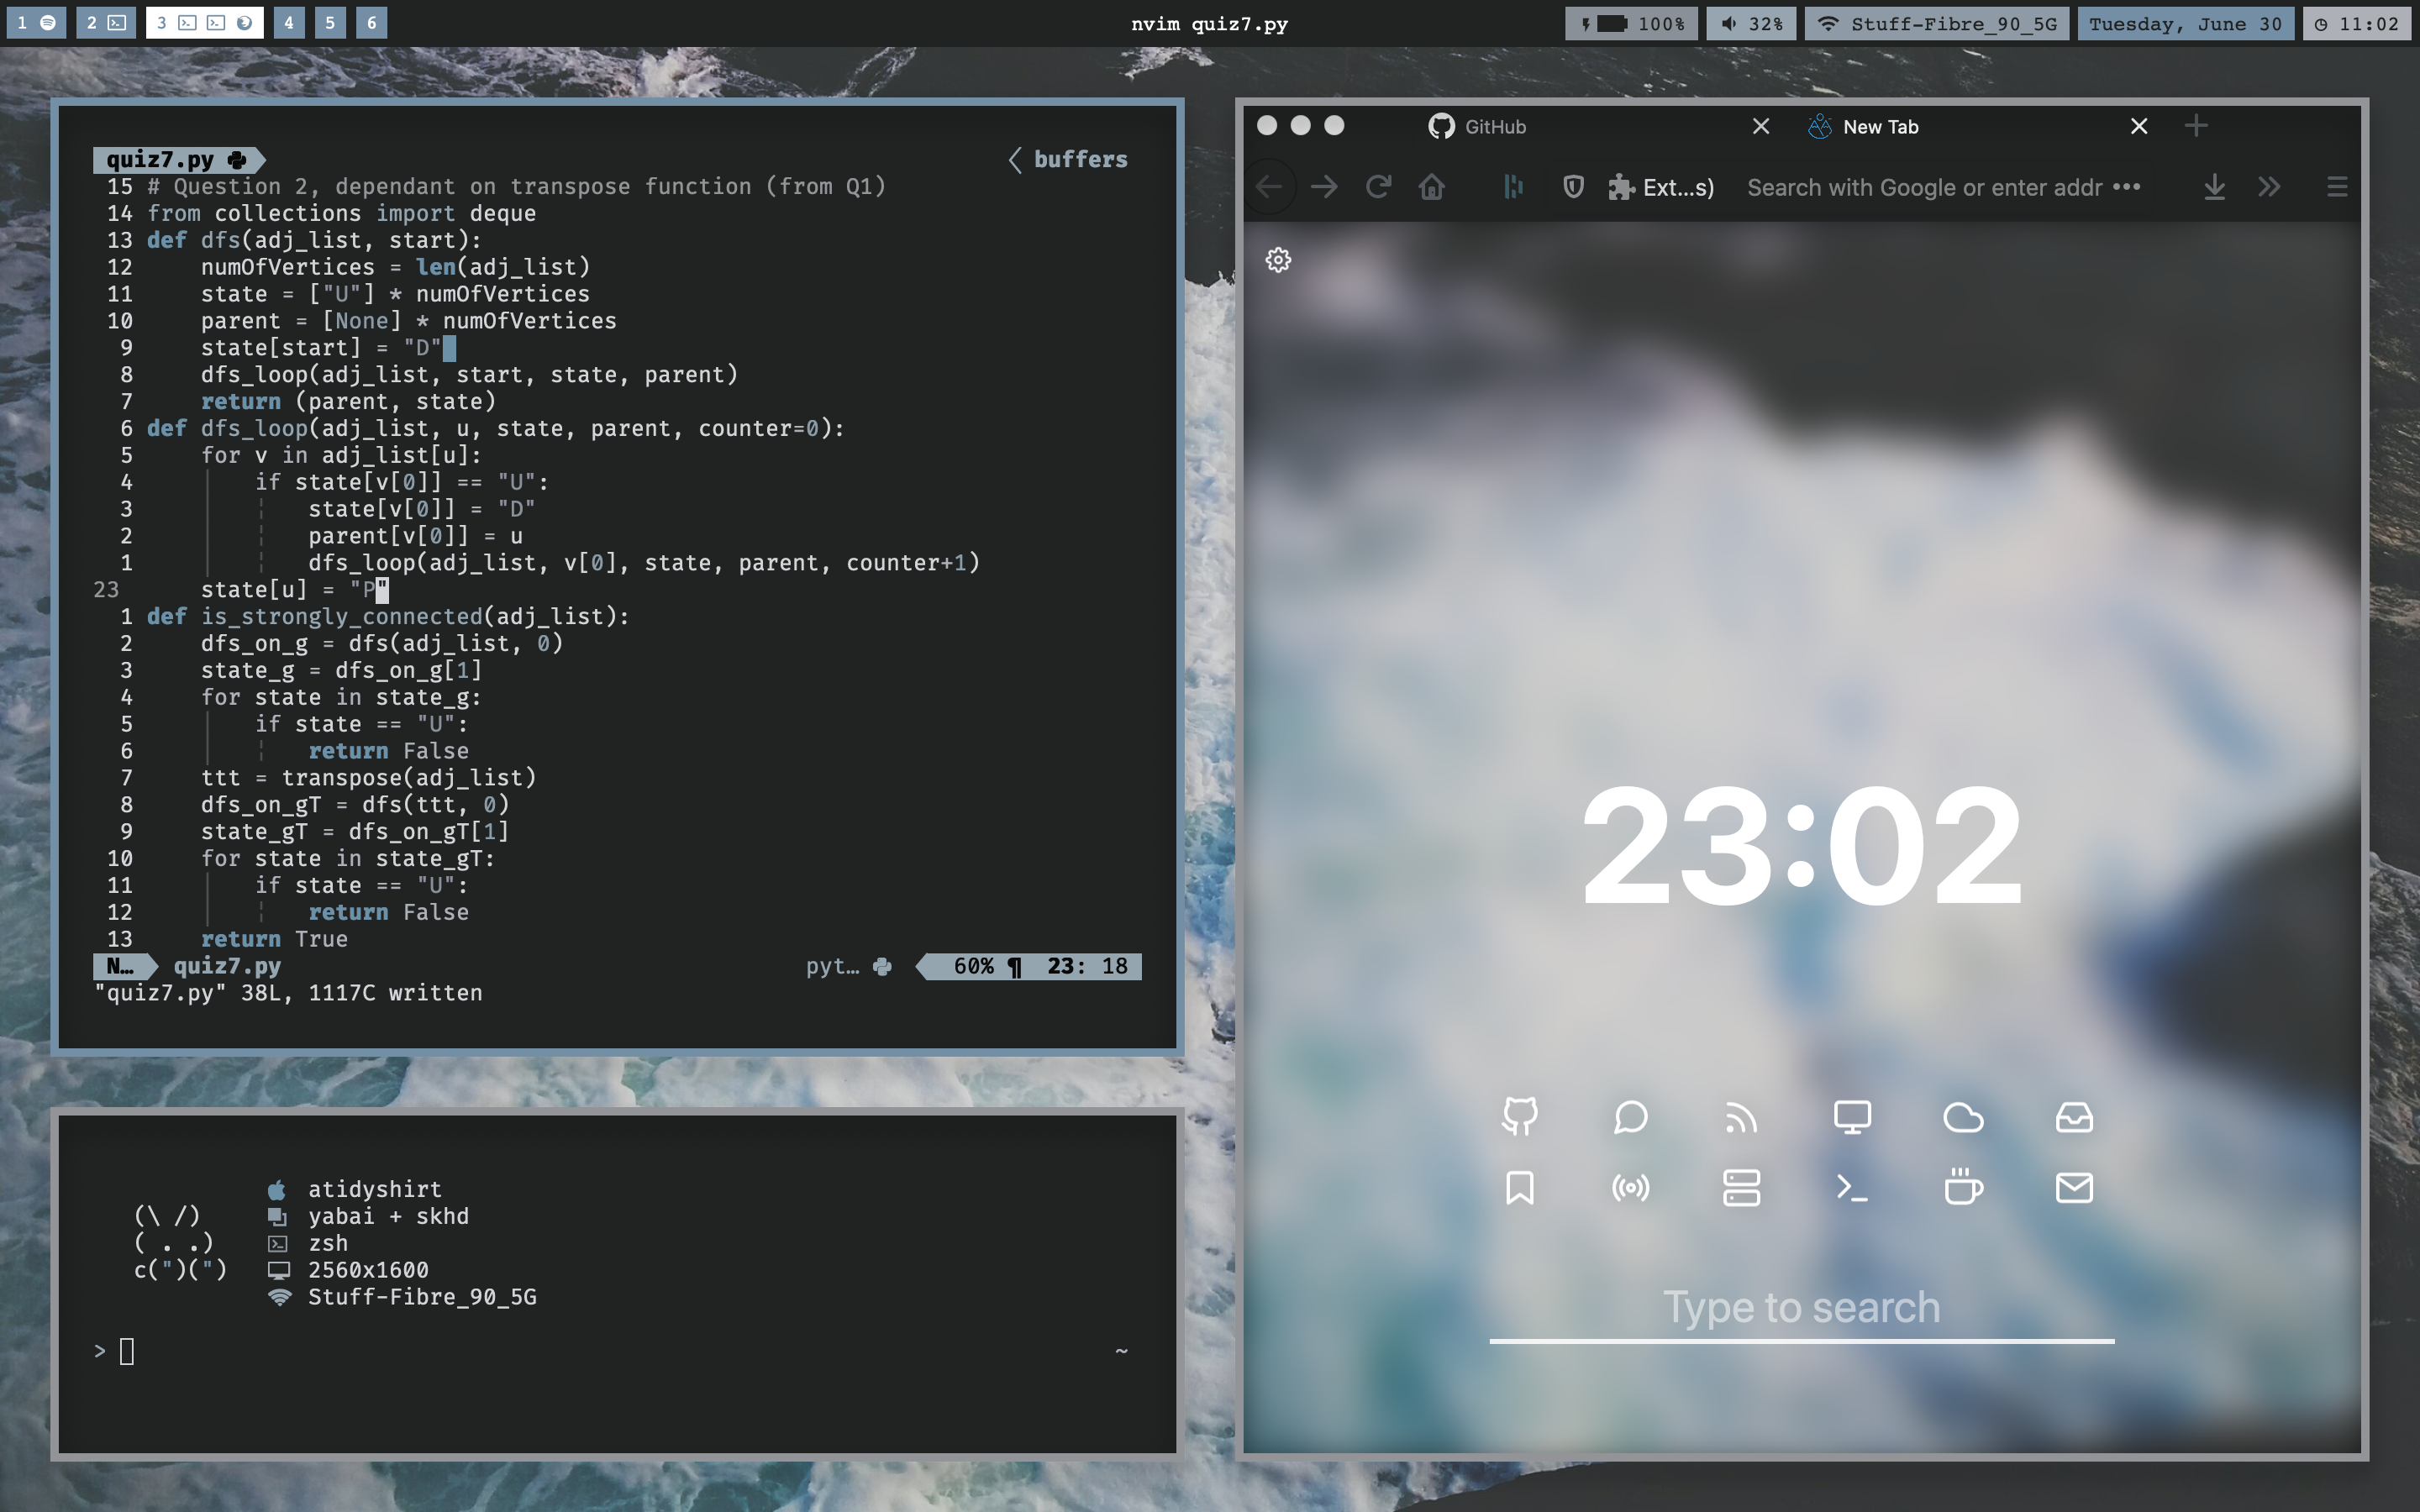 1 2 3 4 5 6 nvim quiz7.py 100% 32% Stuff-Fibre_90_5G Tuesday, June 30 11:02
quiz7.py buffers
15 # Question 2, dependant on transpose function (from Q1)
14 from collections import deque
13 def dfs(adj_list, start):
12     numOfVertices = len(adj_list)
11     state = ["U"] * numOfVertices
10     parent = [None] * numOfVertices
9     state[start] = "D"
8     dfs_loop(adj_list, start, state, parent)
7     return (parent, state)
6 def dfs_loop(adj_list, u, state, parent, counter=0):
5     for v in adj_list[u]:
4         if state[v[0]] == "U":
3             state[v[0]] = "D"
2             parent[v[0]] = u
1             dfs_loop(adj_list, v[0], state, parent, counter+1)
23     state[u] = "P"
1 def is_strongly_connected(adj_list):
2     dfs_on_g = dfs(adj_list, 0)
3     state_g = dfs_on_g[1]
4     for state in state_g:
5         if state == "U":
6             return False
7     ttt = transpose(adj_list)
8     dfs_on_gT = dfs(ttt, 0)
9     state_gT = dfs_on_gT[1]
10     for state in state_gT:
11         if state == "U":
12             return False
13     return True
N… quiz7.py pyt… 60% ¶ 23: 18
"quiz7.py" 38L, 1117C written
atidyshirt
(\ /) yabai + skhd
( . .) zsh
c(")(") 2560x1600
Stuff-Fibre_90_5G
> ~
GitHub New Tab
Ext...s) Search with Google or enter addr
23:02
Type to search